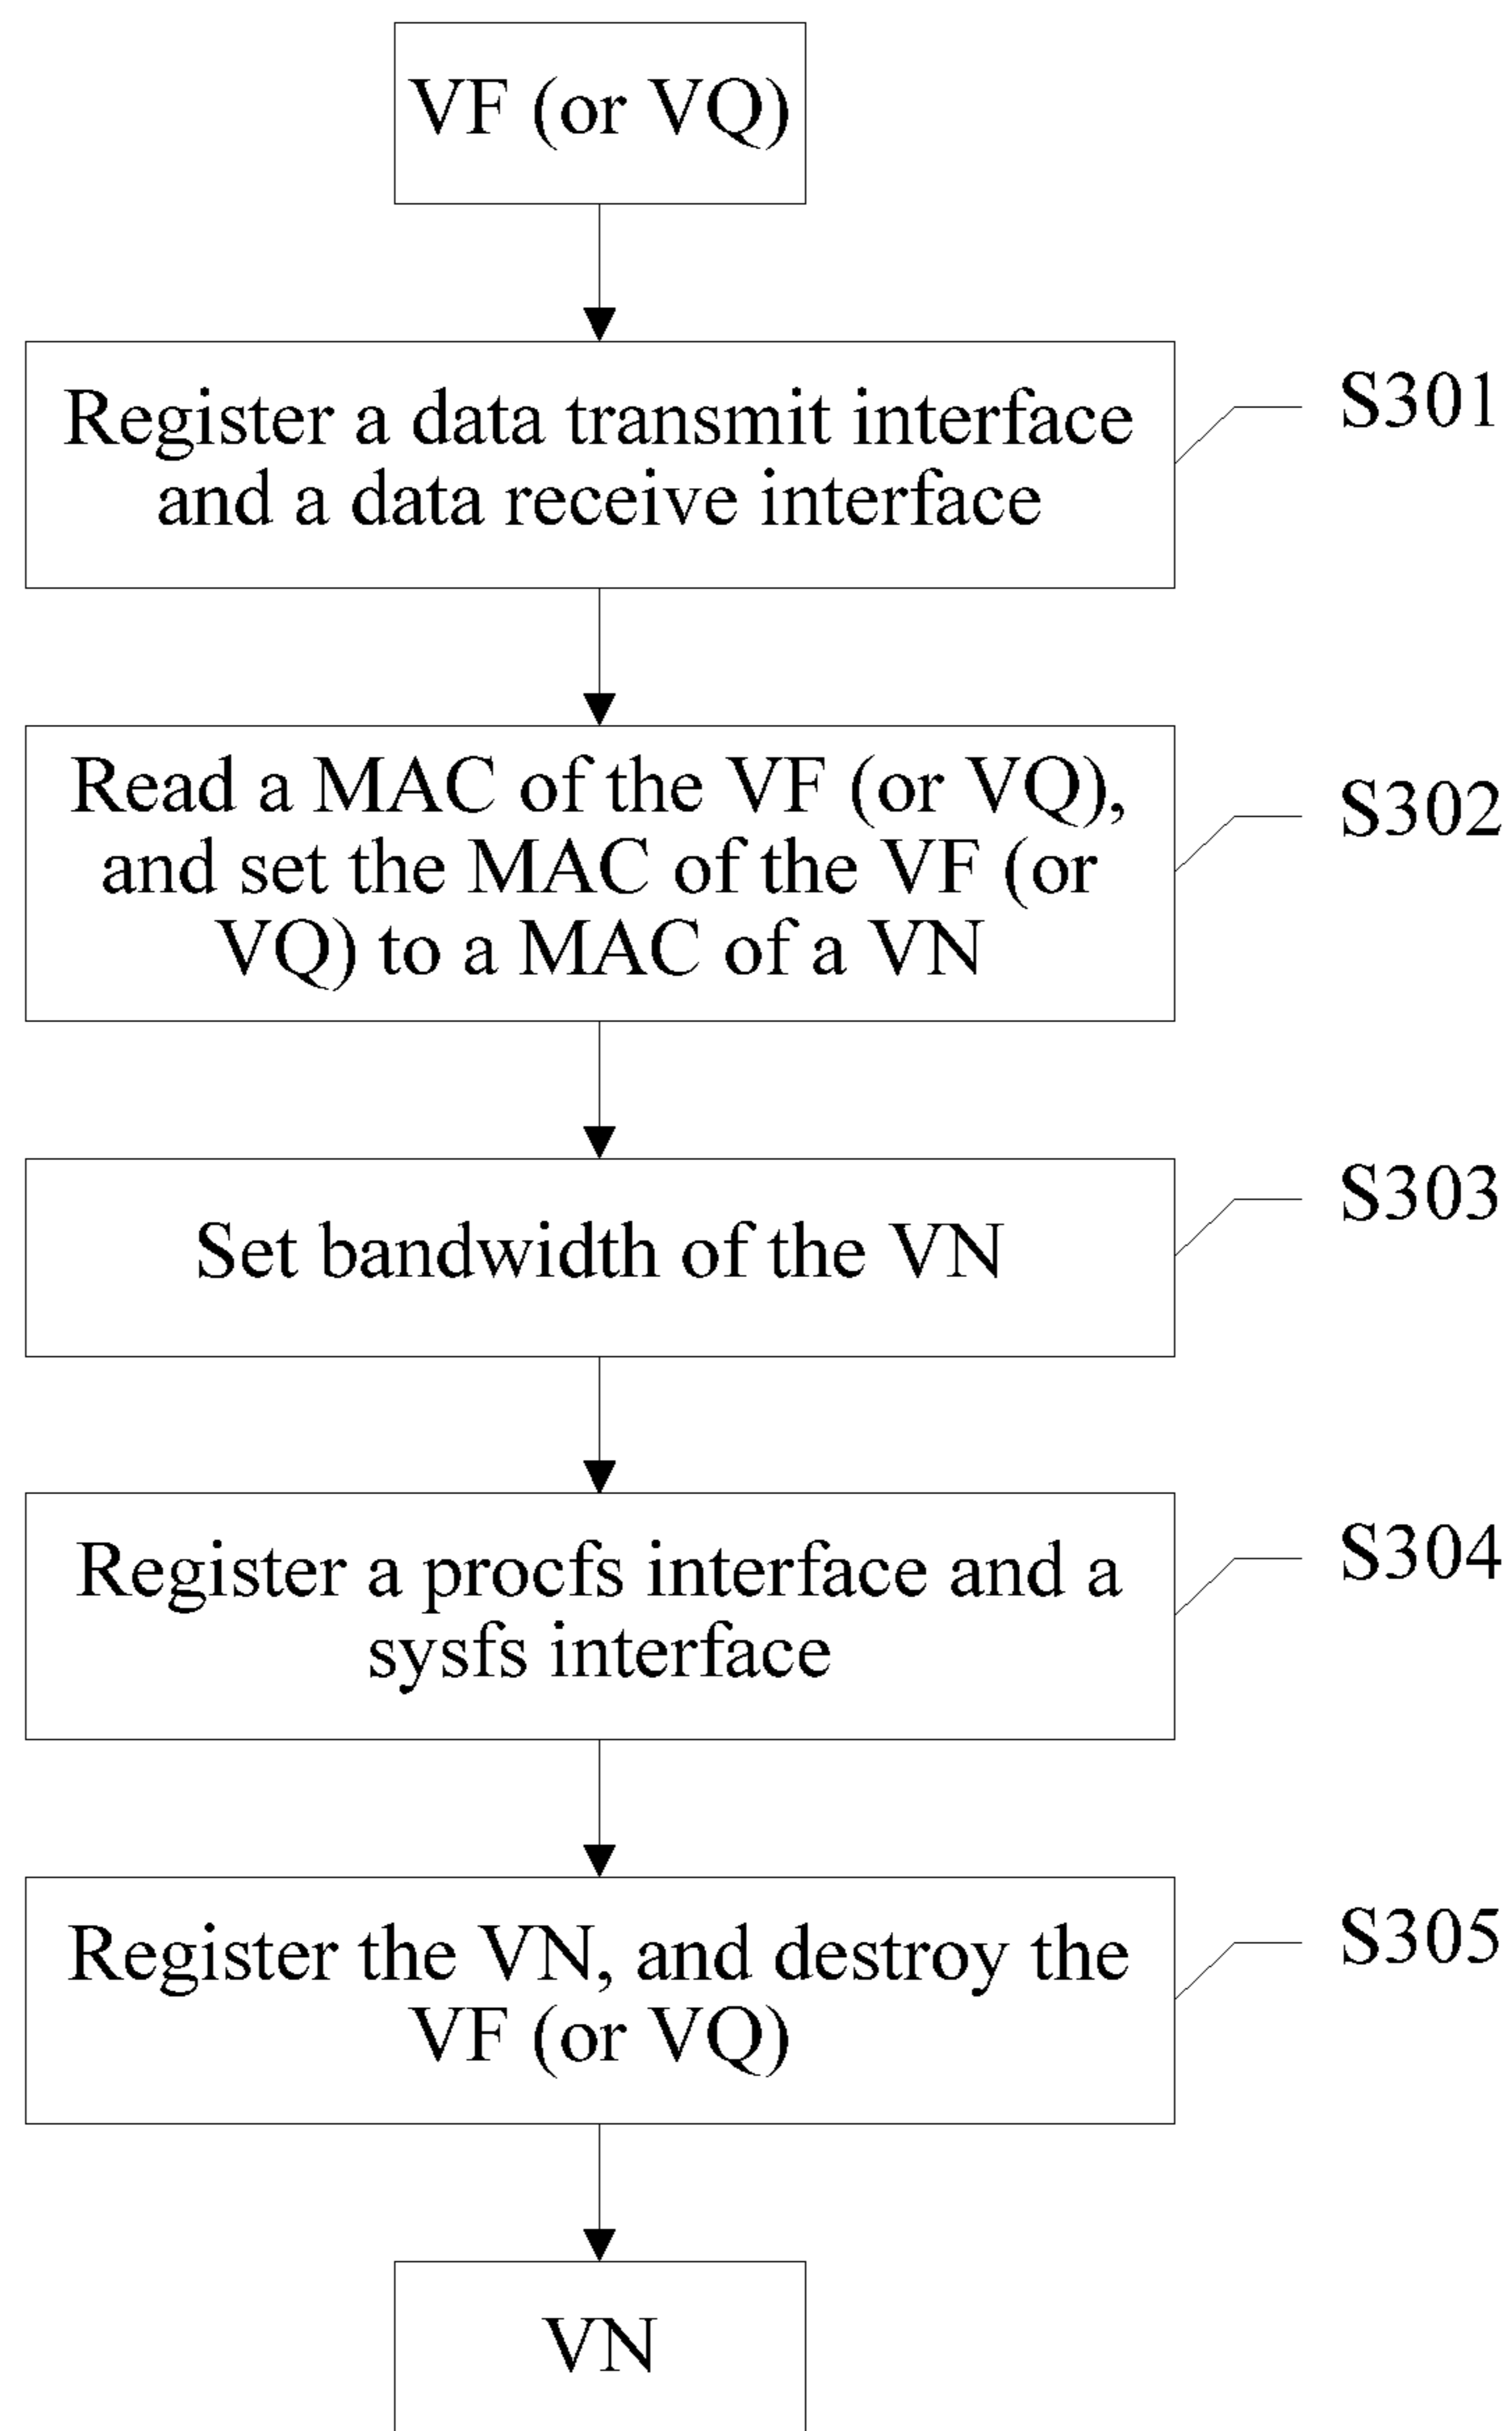 VF (or VQ)
Register a data transmit interface
and a data receive interface
S301
Read a MAC of the VF (or VQ),
and set the MAC of the VF (or
VQ) to a MAC of a VN
S302
Set bandwidth of the VN
S303
Register a procfs interface and a
sysfs interface
S304
Register the VN, and destroy the
VF (or VQ)
S305
VN